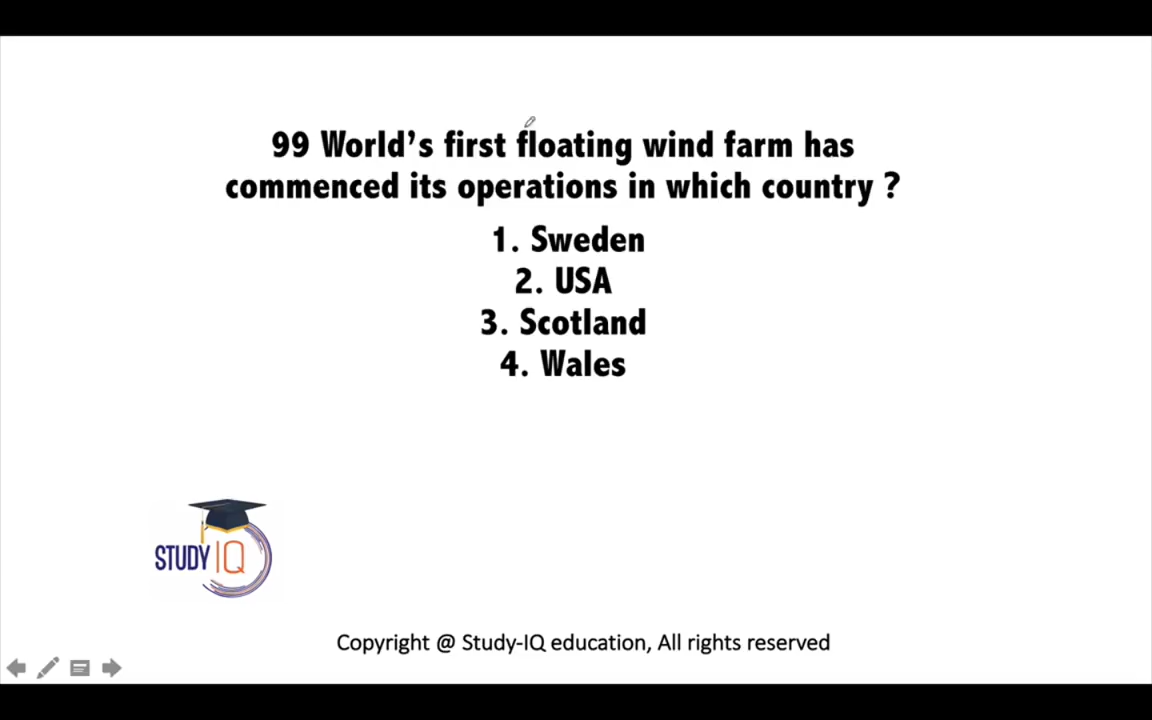 99 World’s first floating wind farm has
commenced its operations in which country ?
1. Sweden
2. USA
3. Scotland
4. Wales
STUDY IQ
Copyright @ Study-IQ education, All rights reserved